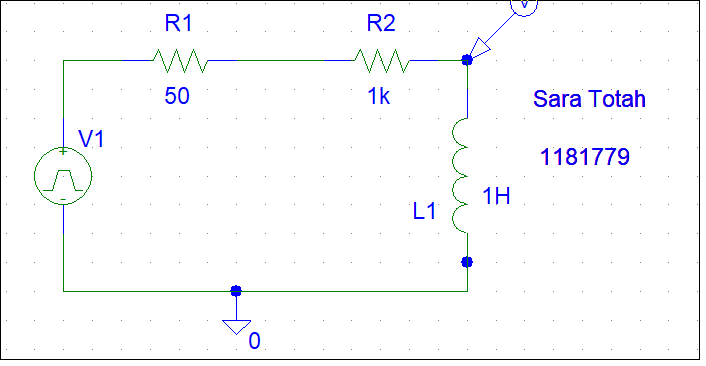 V
R1
R2
50
1k
Sara Totah
V1
+
1181779
-
L1
1H
0